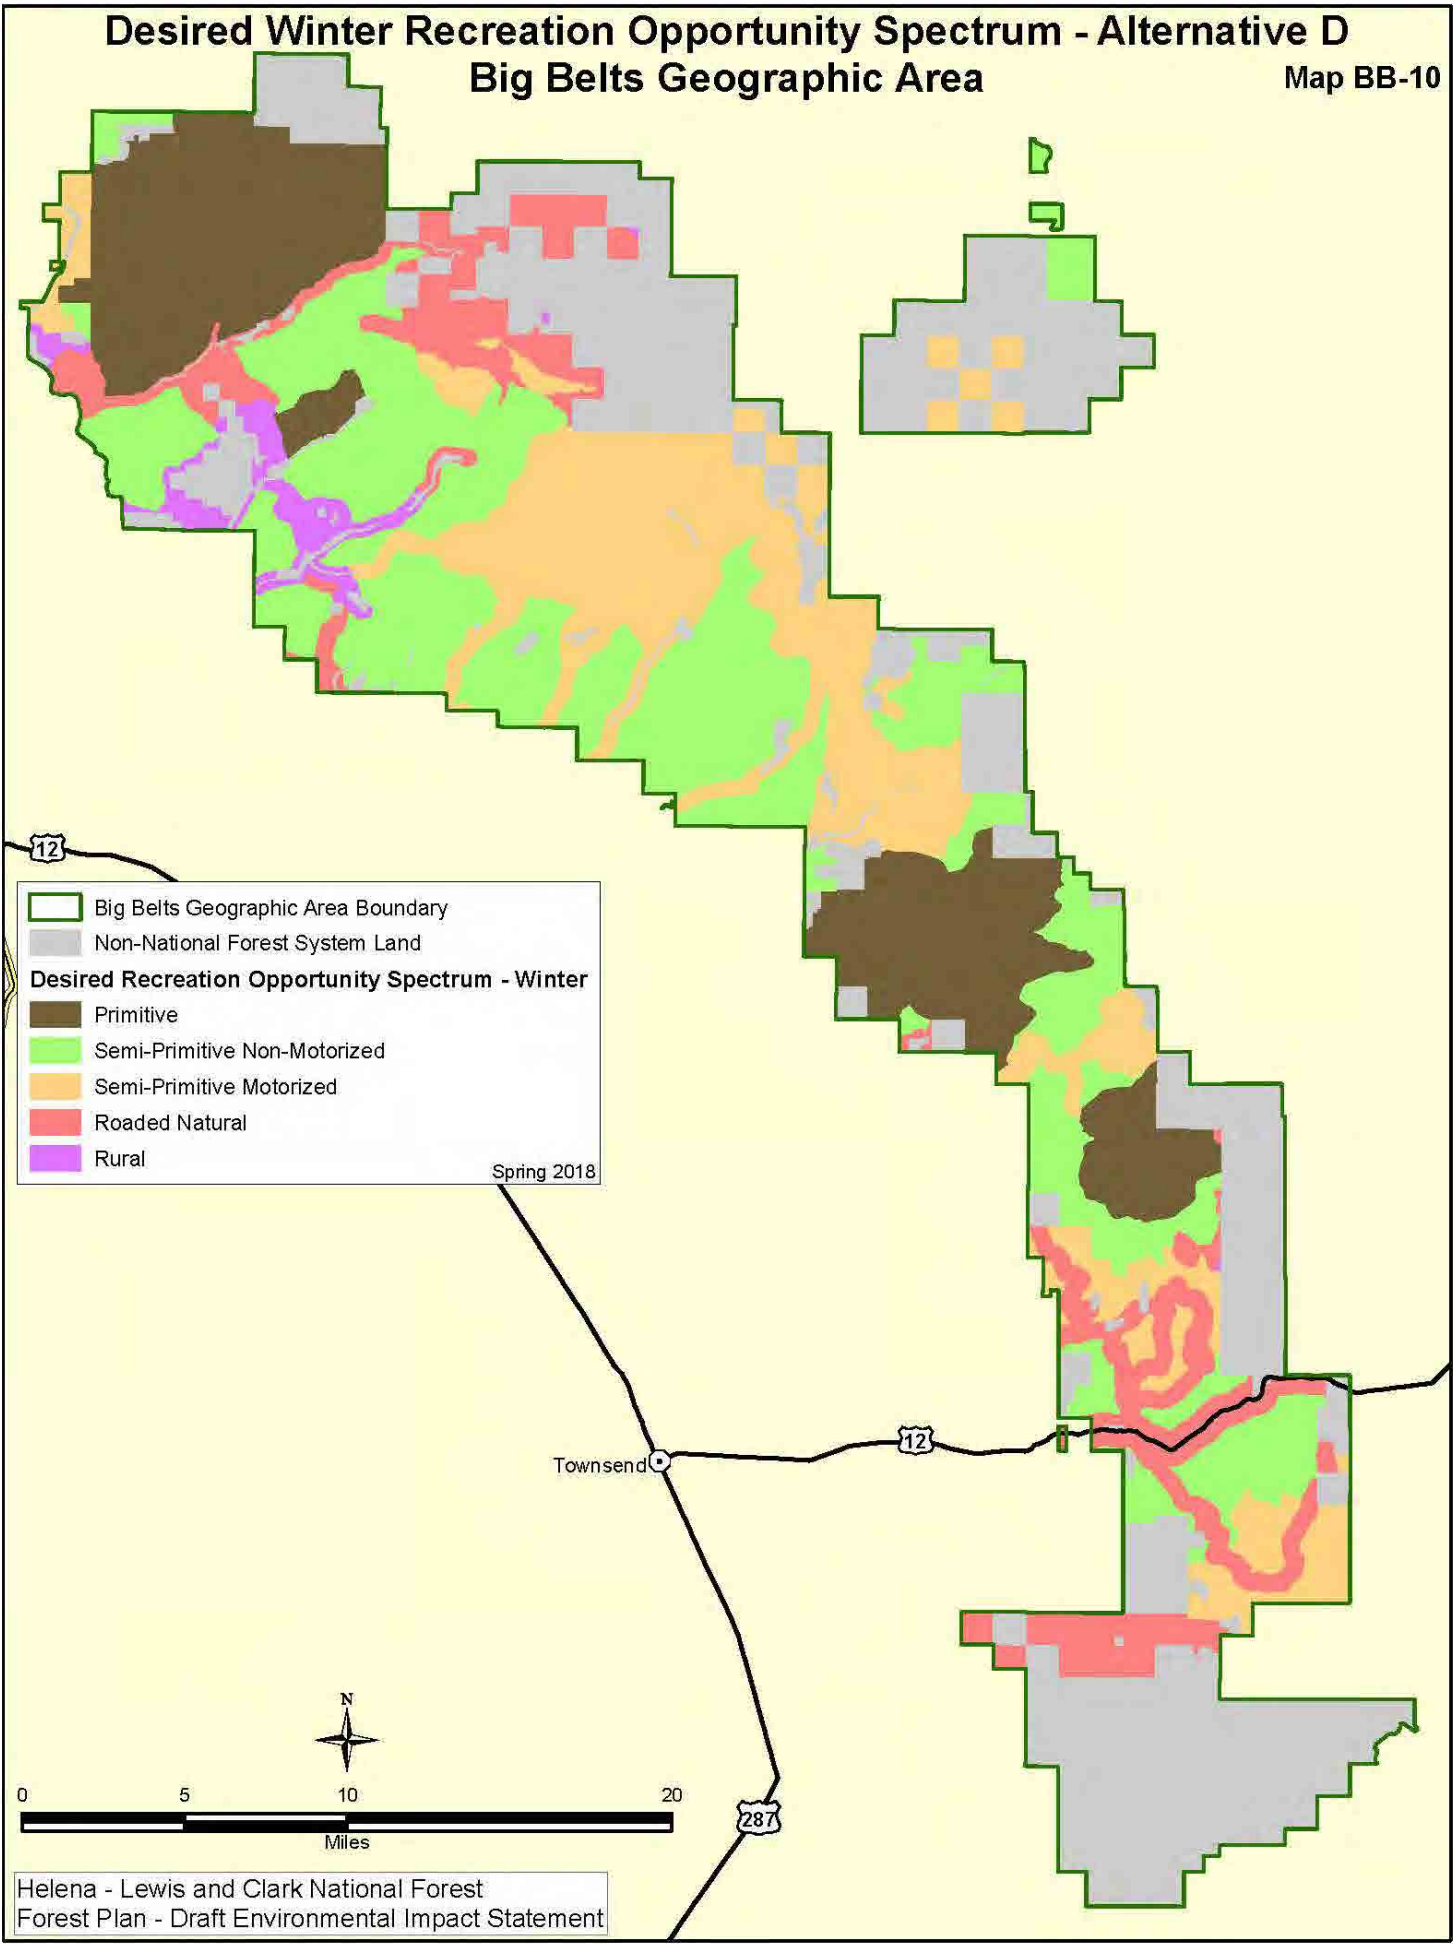 Desired Winter Recreation Opportunity Spectrum - Alternative D
Big Belts Geographic Area
Map BB-10
12
Big Belts Geographic Area Boundary
Non-National Forest System Land
Desired Recreation Opportunity Spectrum - Winter
Primitive
Semi-Primitive Non-Motorized
Semi-Primitive Motorized
Roaded Natural
Rural
Spring 2018
12
Townsend
N
0 5 10 20
Miles
287
Helena - Lewis and Clark National Forest
Forest Plan - Draft Environmental Impact Statement